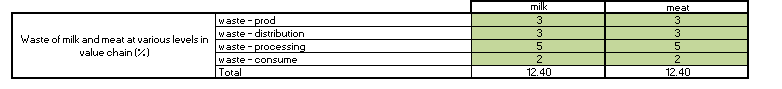 milk meat
Waste of milk and meat at various levels in value chain (%)
waste - prod 3 3
waste - distribution 3 3
waste - processing 5 5
waste - consume 2 2
Total 12.40 12.40